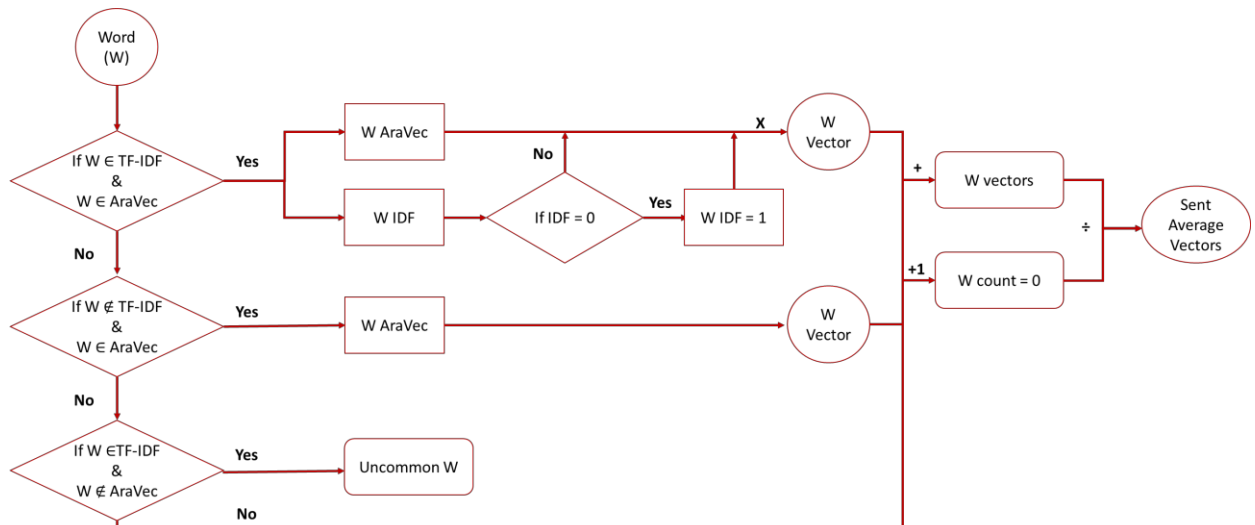 Word
(W)
If W ∈ TF-IDF
&
W ∈ AraVec
Yes
W AraVec
X
W
Vector
No
W IDF
If IDF = 0
Yes
W IDF = 1
+
W vectors
÷
Sent
Average
Vectors
No
+1
W count = 0
If W ∉ TF-IDF
&
W ∈ AraVec
Yes
W AraVec
W
Vector
No
If W ∈TF-IDF
&
W ∉ AraVec
Yes
Uncommon W
No